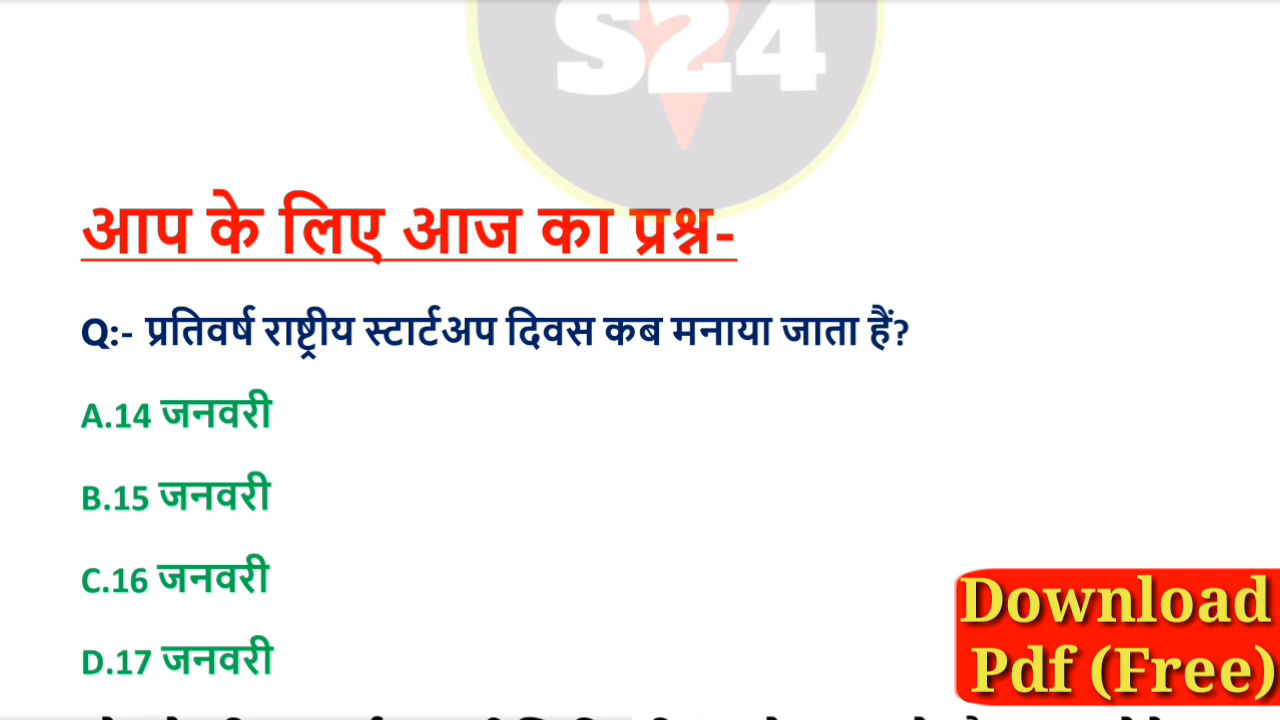 S24
आप के लिए आज का प्रश्न-
Q:- प्रतिवर्ष राष्ट्रीय स्टार्टअप दिवस कब मनाया जाता हैं?
A.14 जनवरी
B.15 जनवरी
C.16 जनवरी
D.17 जनवरी
Download
Pdf (Free)